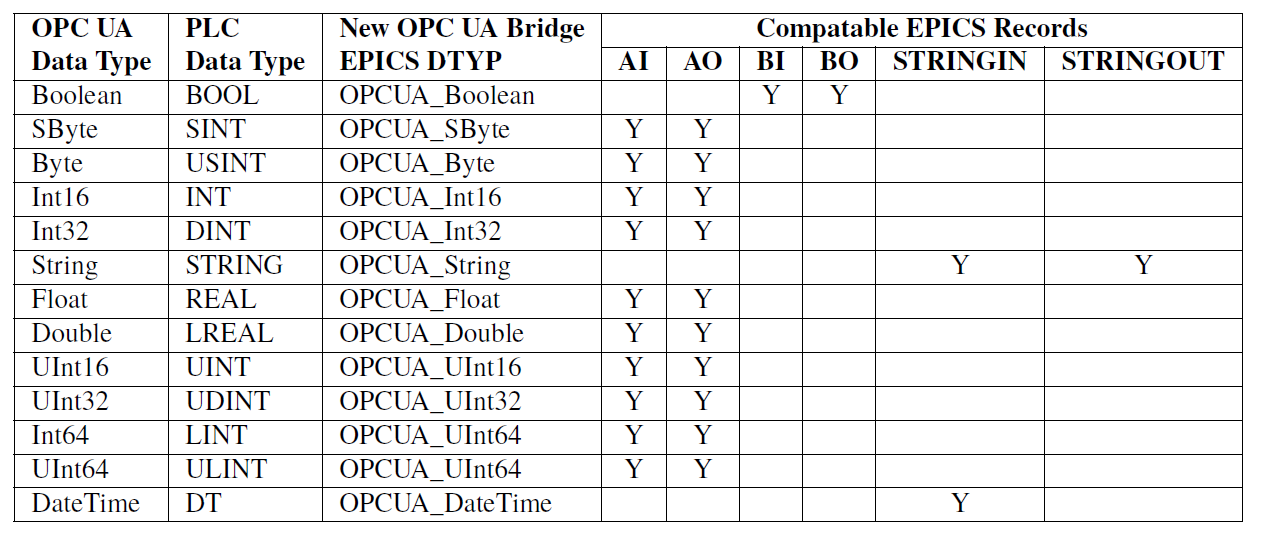 OPC UA PLC New OPC UA Bridge Compatable EPICS Records
Data Type Data Type EPICS DTYP AI AO BI BO STRINGIN STRINGOUT
Boolean BOOL OPCUA_Boolean Y Y
SByte SINT OPCUA_SByte Y Y
Byte USINT OPCUA_Byte Y Y
Int16 INT OPCUA_Int16 Y Y
Int32 DINT OPCUA_Int32 Y Y
String STRING OPCUA_String Y Y
Float REAL OPCUA_Float Y Y
Double LREAL OPCUA_Double Y Y
UInt16 UINT OPCUA_UInt16 Y Y
UInt32 UDINT OPCUA_UInt32 Y Y
Int64 LINT OPCUA_UInt64 Y Y
UInt64 ULINT OPCUA_UInt64 Y Y
DateTime DT OPCUA_DateTime Y